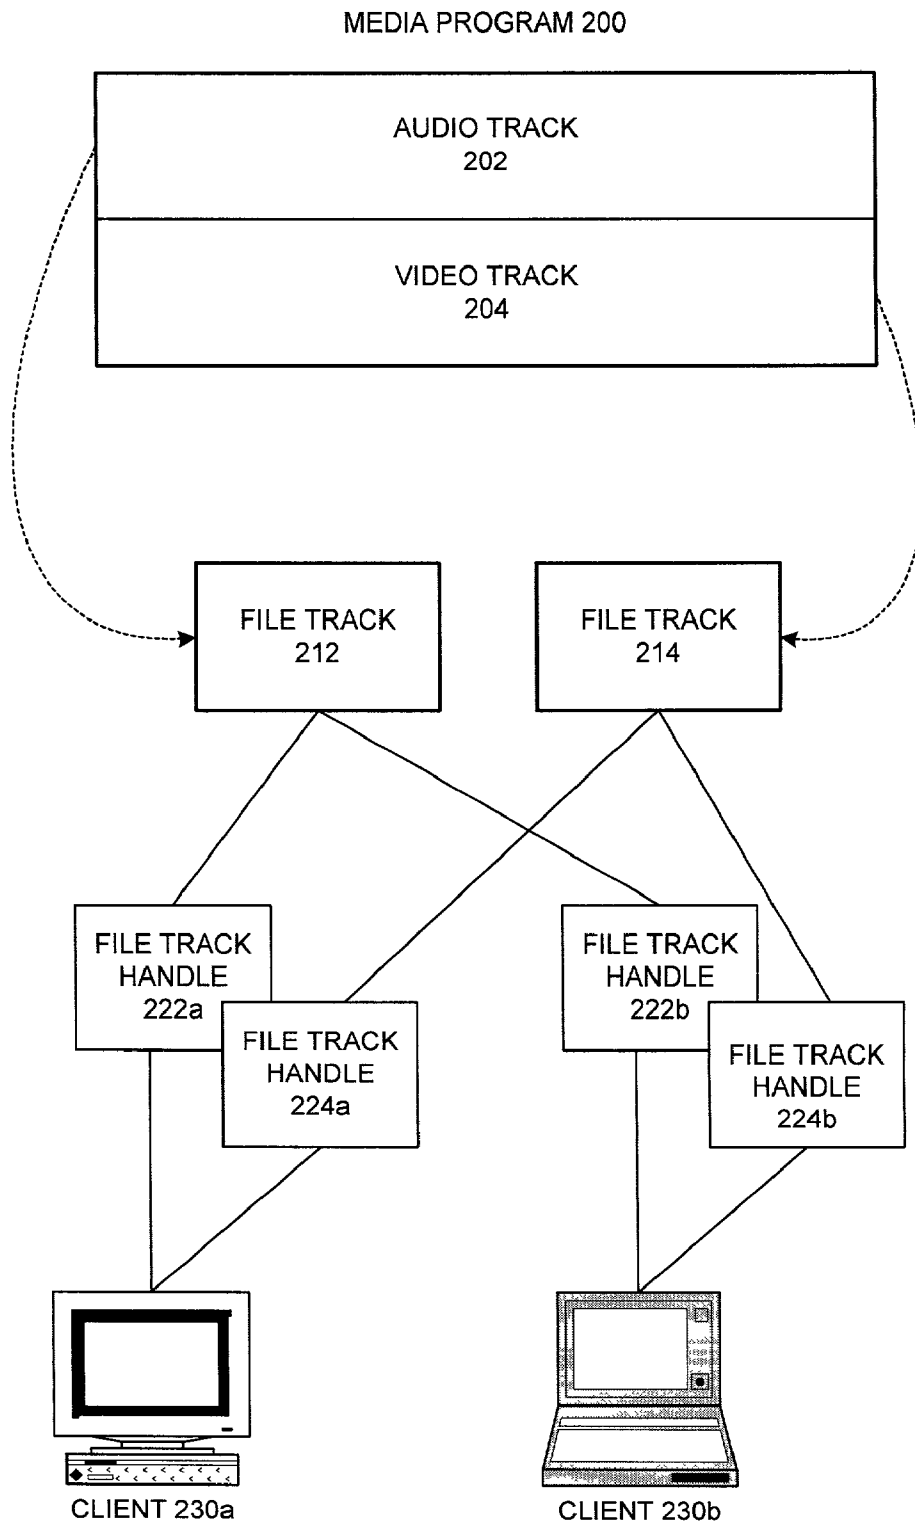 MEDIA PROGRAM 200
AUDIO TRACK
202
VIDEO TRACK
204
FILE TRACK
212
FILE TRACK
214
FILE TRACK
HANDLE
222a
FILE TRACK
HANDLE
224a
FILE TRACK
HANDLE
222b
FILE TRACK
HANDLE
224b
CLIENT 230a
CLIENT 230b